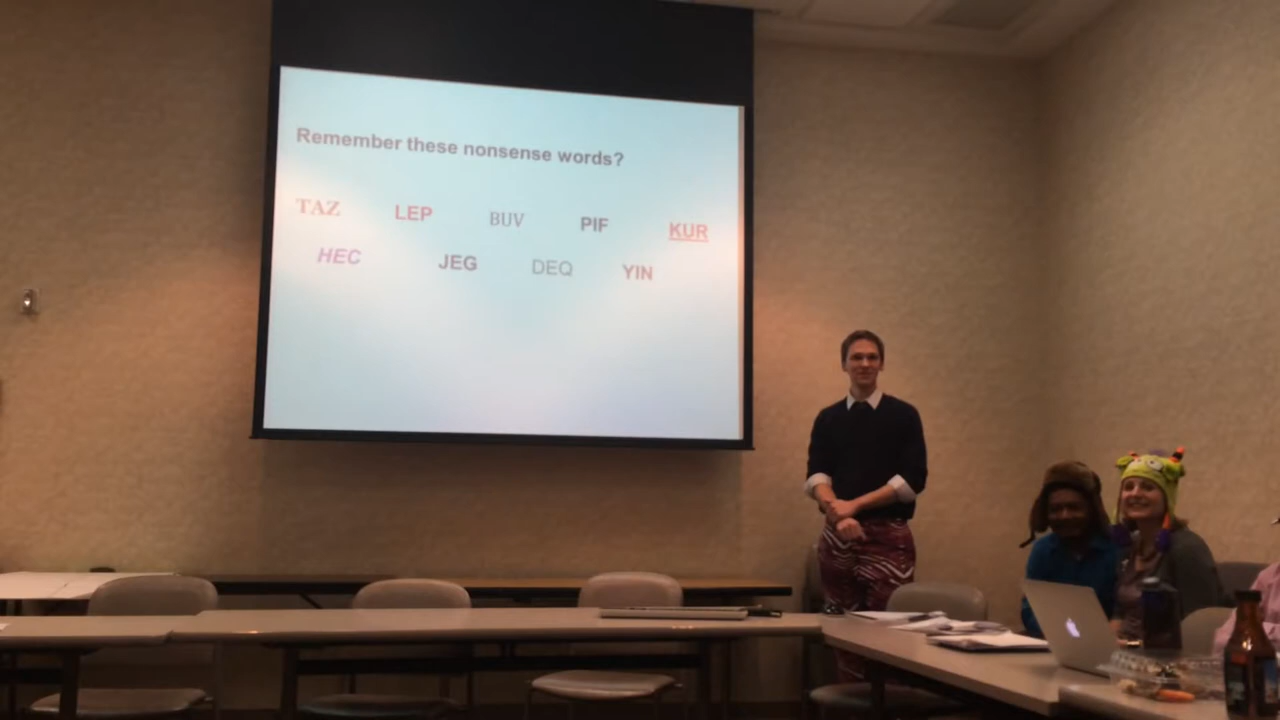 Remember these nonsense words?
TAZ LEP BUV PIF KUR
HEC JEG DEQ YIN